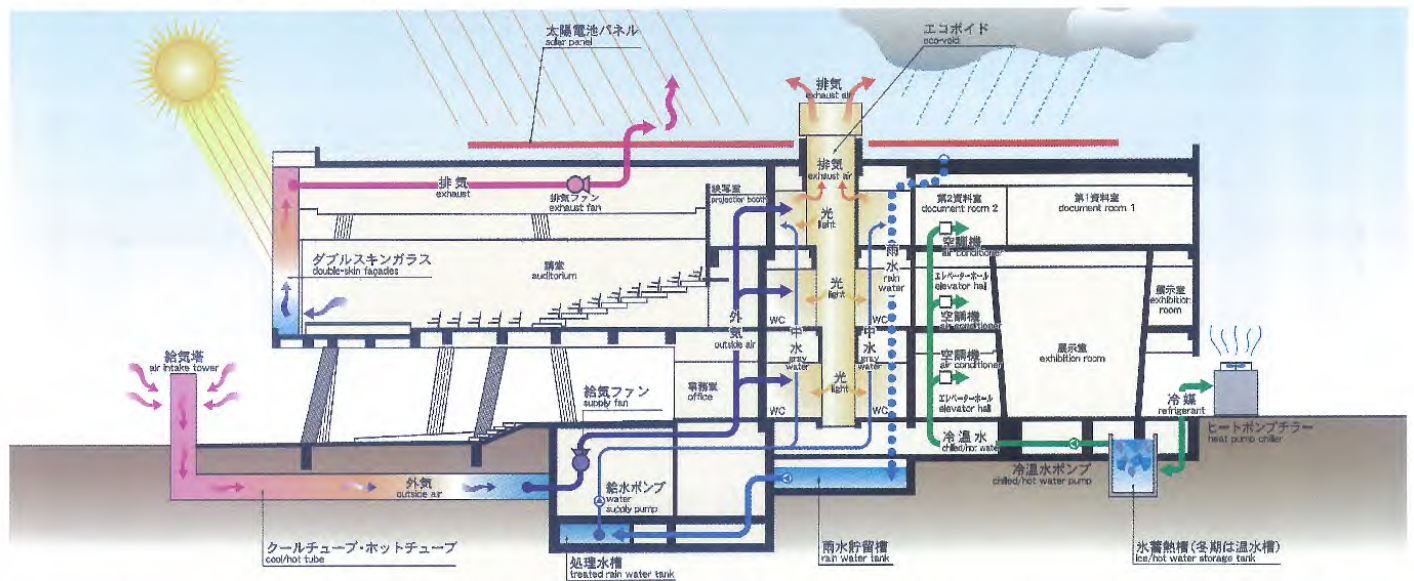 太陽電池パネル
solar panel
エコボイド
eco-void
排気
exhaust air
排気
exhaust air
排気
exhaust
排気ファン
exhaust fan
映写室
projector booth
光
light
第2資料室
document room 2
第1資料室
document room 1
空調機
air conditioner
ダブルスキンガラス
double-skin façades
講堂
auditorium
雨水
rain water
エレベーターホール
elevator hall
光
light
展示室
exhibition room
外気
outside air
WC
中水
gray water
WC
中水
gray water
空調機
air conditioner
給気塔
air intake tower
空調機
air conditioner
展示室
exhibition room
給気ファン
supply fan
事務室
office
光
light
WC
WC
エレベーターホール
elevator hall
冷媒
refrigerant
冷温水
chilled/hot water
ヒートポンプチラー
heat pump chiller
冷温水ポンプ
chilled/hot water pump
外気
outside air
給水ポンプ
water
supply pump
クールチューブ・ホットチューブ
cool/hot tube
処理水槽
treated rain water tank
雨水貯留槽
rain water tank
氷蓄熱槽(冬期は温水槽)
ice/hot water storage tank